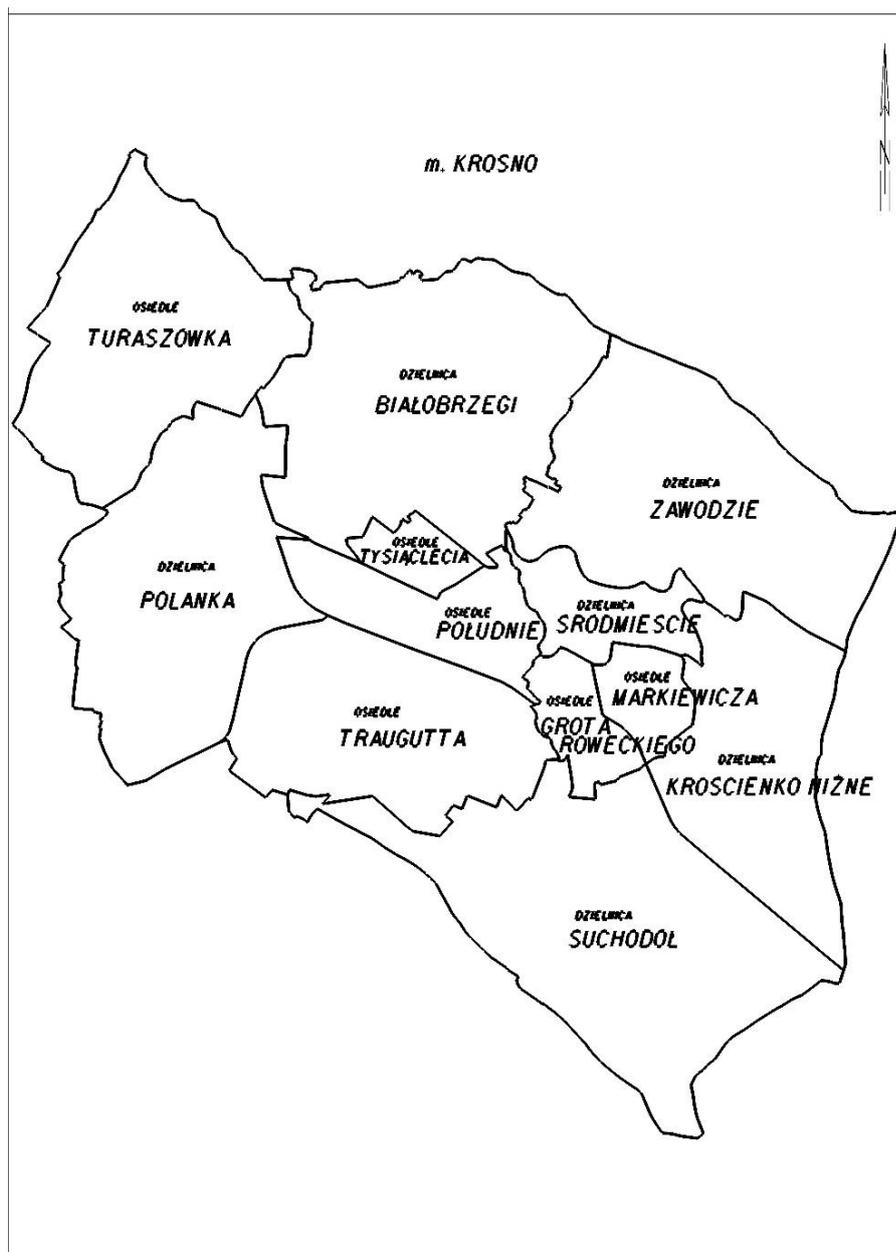 m. KROSNO
N
OSIEDLE
TURASZOWKA
DZIELNICA
BIAŁOBRZEGI
DZIELNICA
ZAWODZIE
OSIEDLE
TYSIĄCLECIA
DZIELNICA
POLANKA
OSIEDLE
POŁUDNIE
DZIELNICA
SRODMIESCIE
OSIEDLE
MARKIEWICZA
OSIEDLE
GROTA
ROWECKIEGO
OSIEDLE
TRAUGUTTA
DZIELNICA
KROSCIENKO NIŻNE
DZIELNICA
SUCHODOŁ